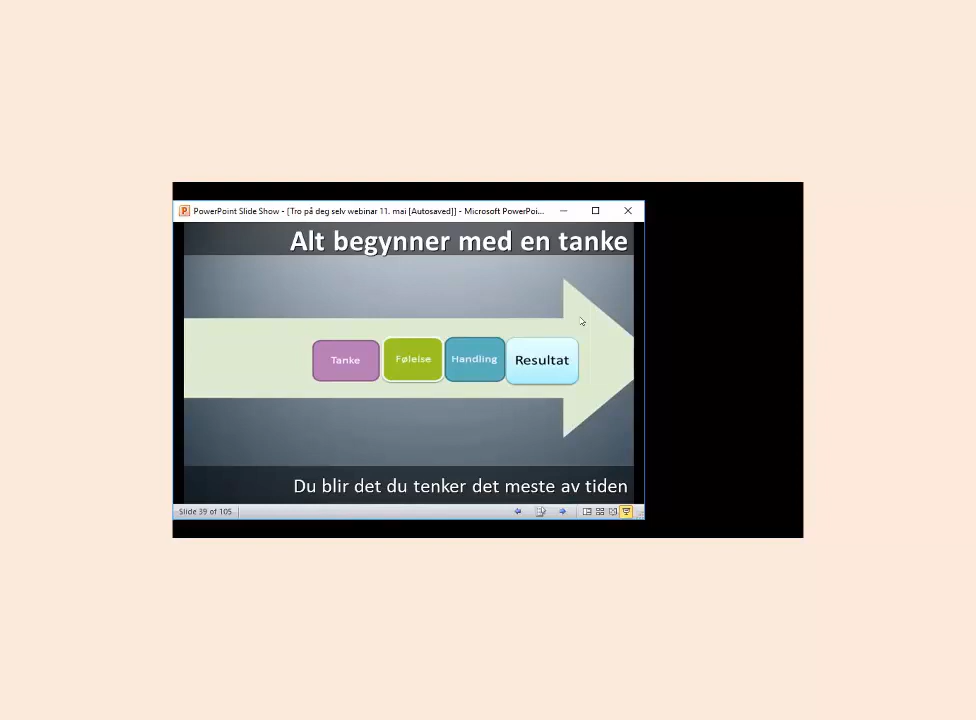 PowerPoint Slide Show - [Tro på deg selv webinar 11. mai [Autosaved]] - Microsoft PowerPoi...
Alt begynner med en tanke
Tanke
Følelse
Handling
Resultat
Du blir det du tenker det meste av tiden
Slide 39 of 105